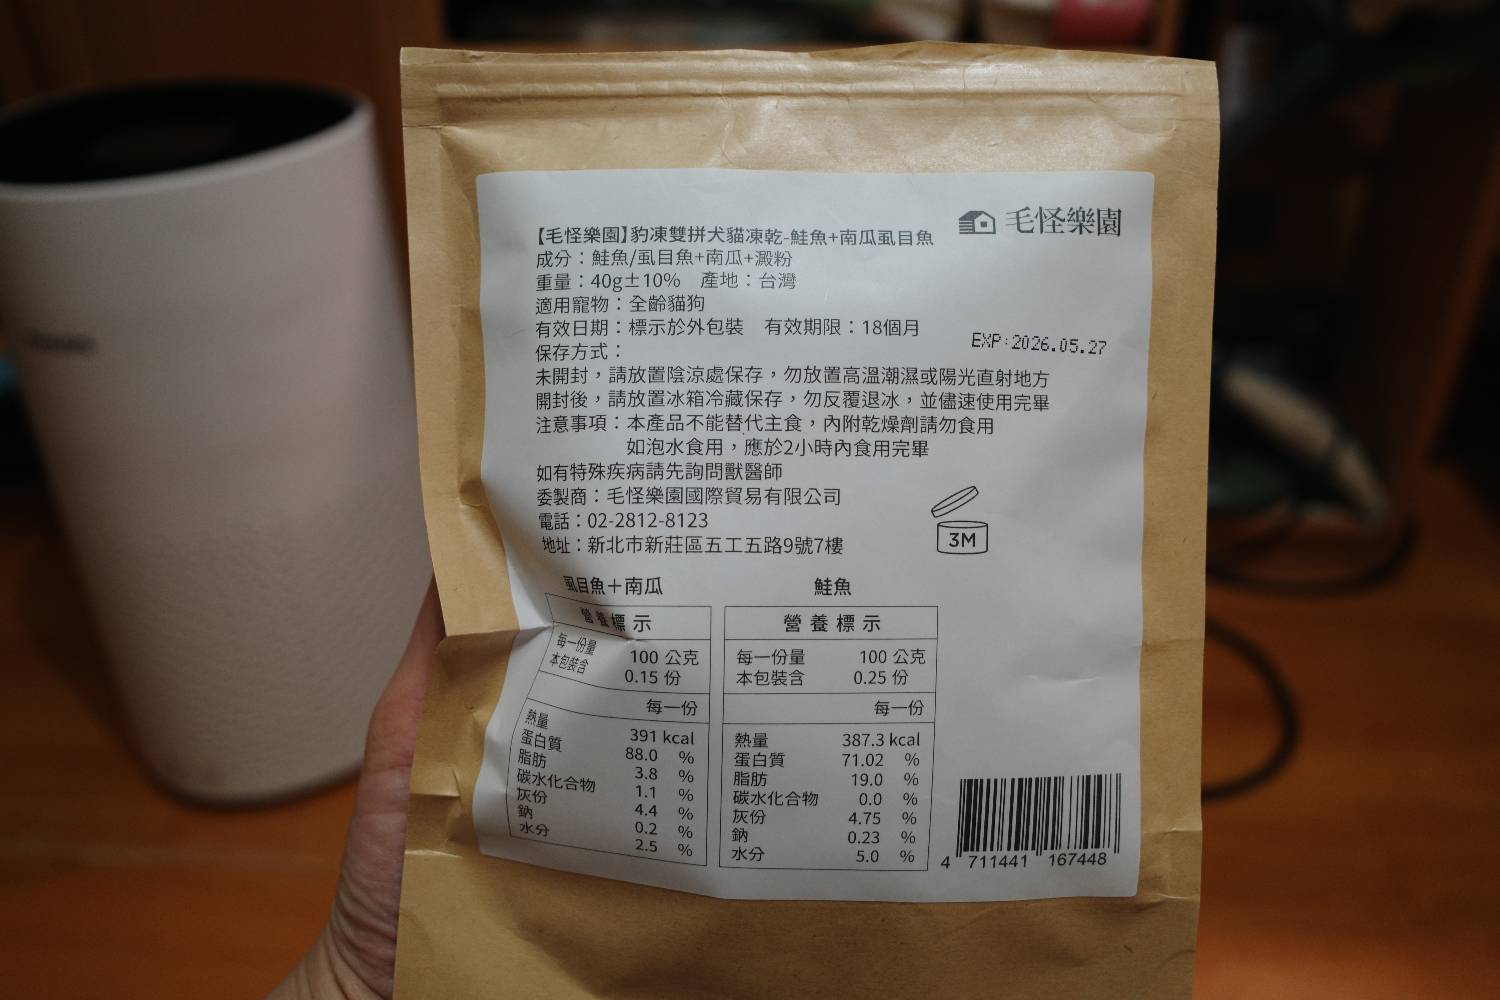 毛怪樂園
【毛怪樂園】豹凍雙拼犬貓凍乾-鮭魚+南瓜虱目魚
成分：鮭魚/虱目魚+南瓜+澱粉
重量：40g±10% 產地：台灣
適用寵物：全齡貓狗
有效日期：標示於外包裝 有效期限：18個月
EXP:2026.05.27
保存方式：
未開封，請放置陰涼處保存，勿放置高溫潮濕或陽光直射地方
開封後，請放置冰箱冷藏保存，勿反覆退冰，並儘速使用完畢
注意事項：本產品不能替代主食，內附乾燥劑請勿食用
如泡水食用，應於2小時內食用完畢
如有特殊疾病請先詢問獸醫師
委製商：毛怪樂園國際貿易有限公司
電話：02-2812-8123
地址：新北市新莊區五工五路9號7樓
3M
虱目魚＋南瓜
營養標示
每一份量 100 公克
本包裝含 0.15 份
每一份
熱量 391 kcal
蛋白質 88.0 %
脂肪 3.8 %
碳水化合物 1.1 %
灰份 4.4 %
鈉 0.2 %
水分 2.5 %
鮭魚
營養標示
每一份量 100 公克
本包裝含 0.25 份
每一份
熱量 387.3 kcal
蛋白質 71.02 %
脂肪 19.0 %
碳水化合物 0.0 %
灰份 4.75 %
鈉 0.23 %
水分 5.0 %
4 711441 167448